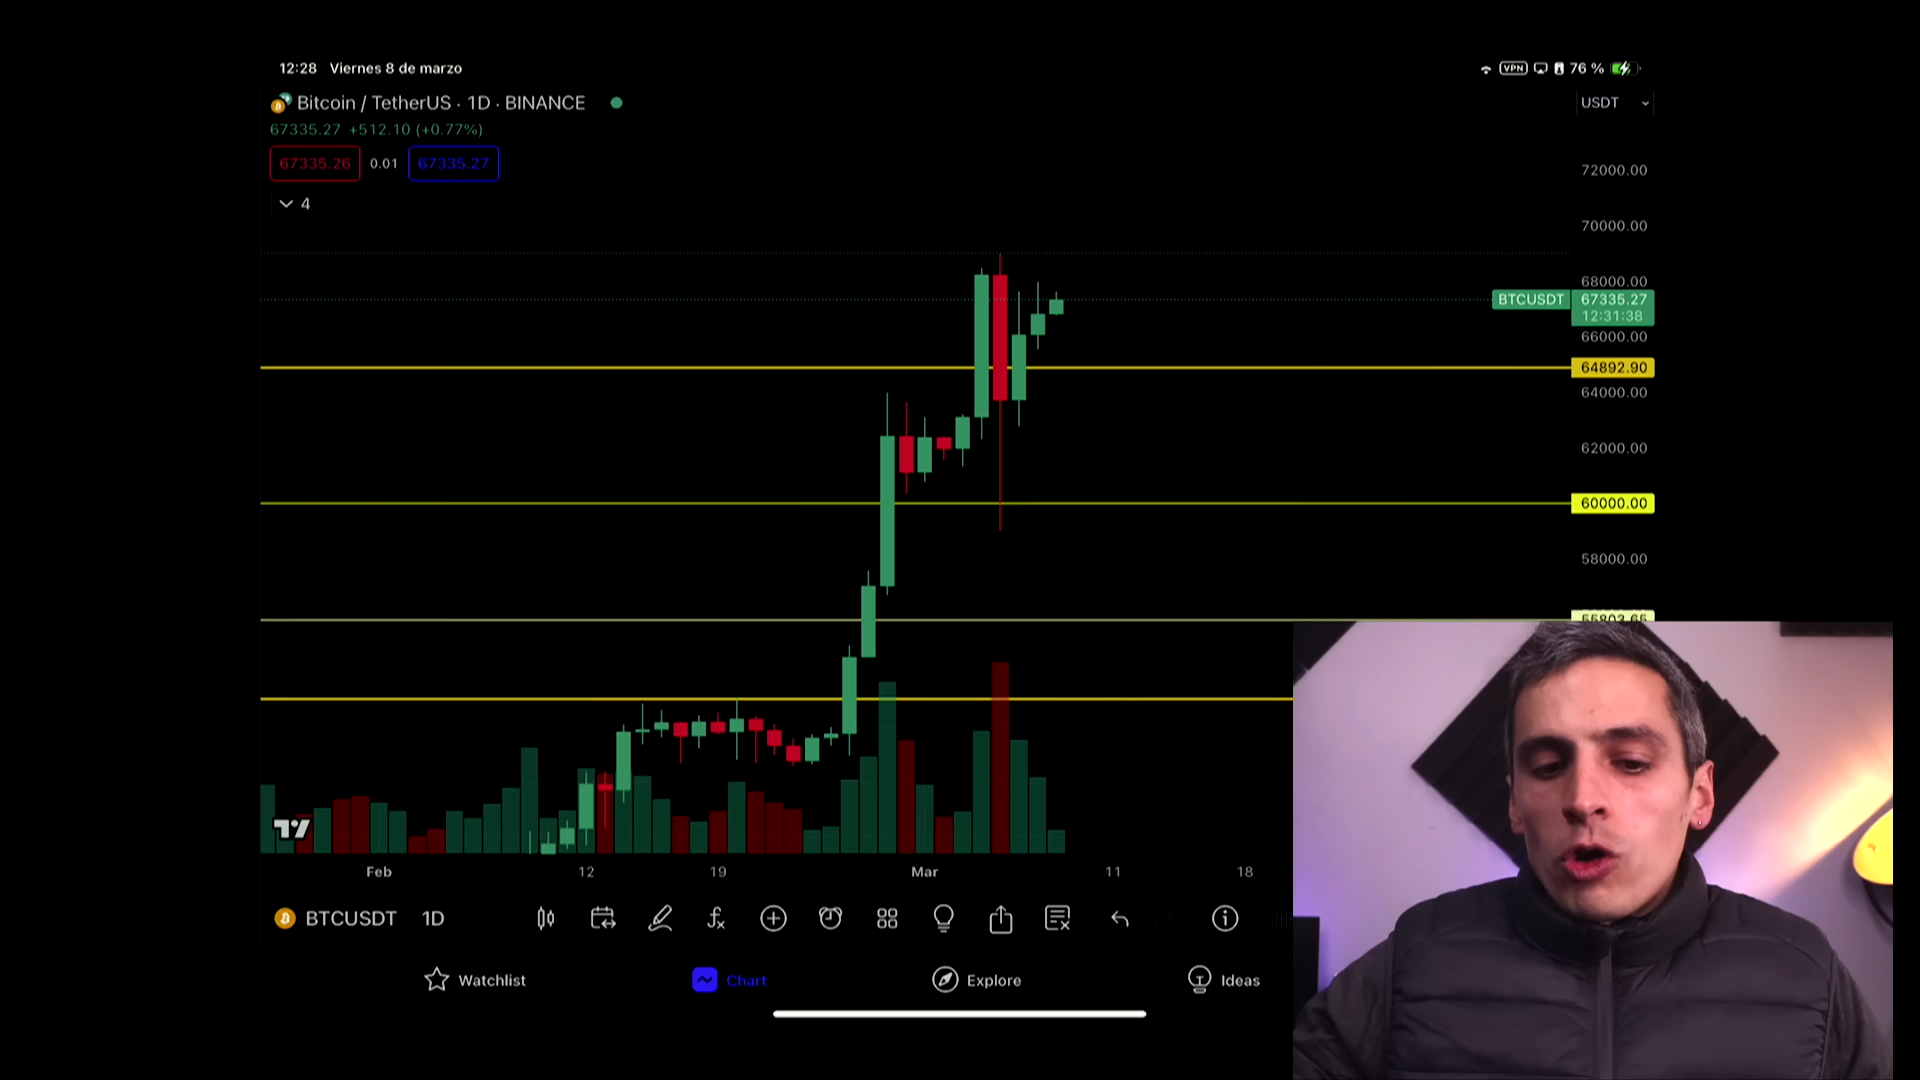 12:28 Viernes 8 de marzo
VPN 76 %
Bitcoin / TetherUS · 1D · BINANCE
USDT
67335.27 +512.10 (+0.77%)
67335.26 0.01 67335.27
4
72000.00
70000.00
68000.00
BTCUSDT 67335.27
12:31:38
66000.00
64892.90
64000.00
62000.00
60000.00
58000.00
55803.65
Feb 12 19 Mar 11 18
BTCUSDT 1D
Watchlist Chart Explore Ideas